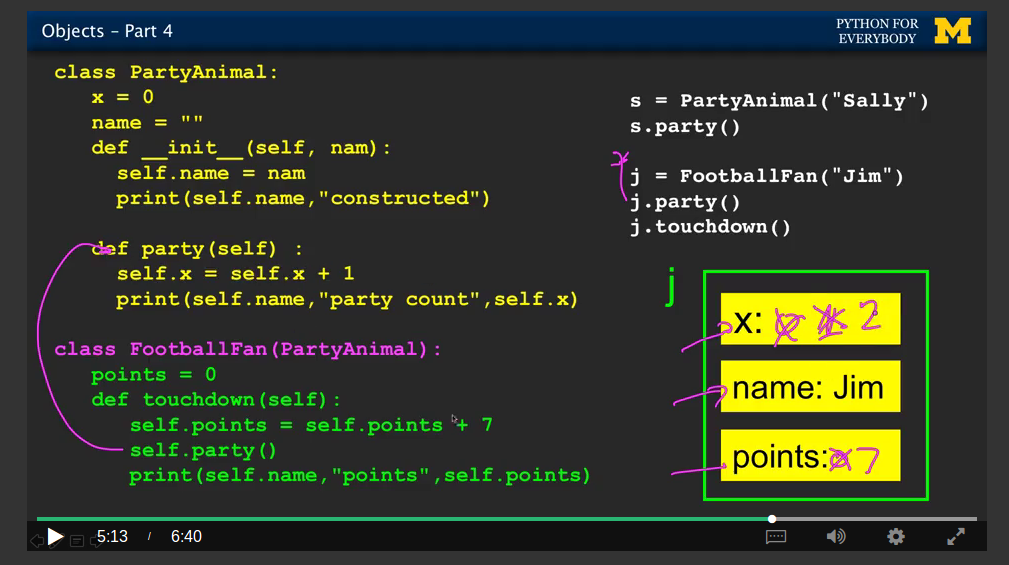 Objects – Part 4
PYTHON FOR
EVERYBODY
M
class PartyAnimal:
   x = 0
   name = ""
   def __init__(self, nam):
     self.name = nam
     print(self.name,"constructed")
   def party(self) :
     self.x = self.x + 1
     print(self.name,"party count",self.x)
class FootballFan(PartyAnimal):
   points = 0
   def touchdown(self):
      self.points = self.points + 7
      self.party()
      print(self.name,"points",self.points)
s = PartyAnimal("Sally")
s.party()
j = FootballFan("Jim")
j.party()
j.touchdown()
j
x: 0 1 2
name: Jim
points: 0 7
5:13 / 6:40